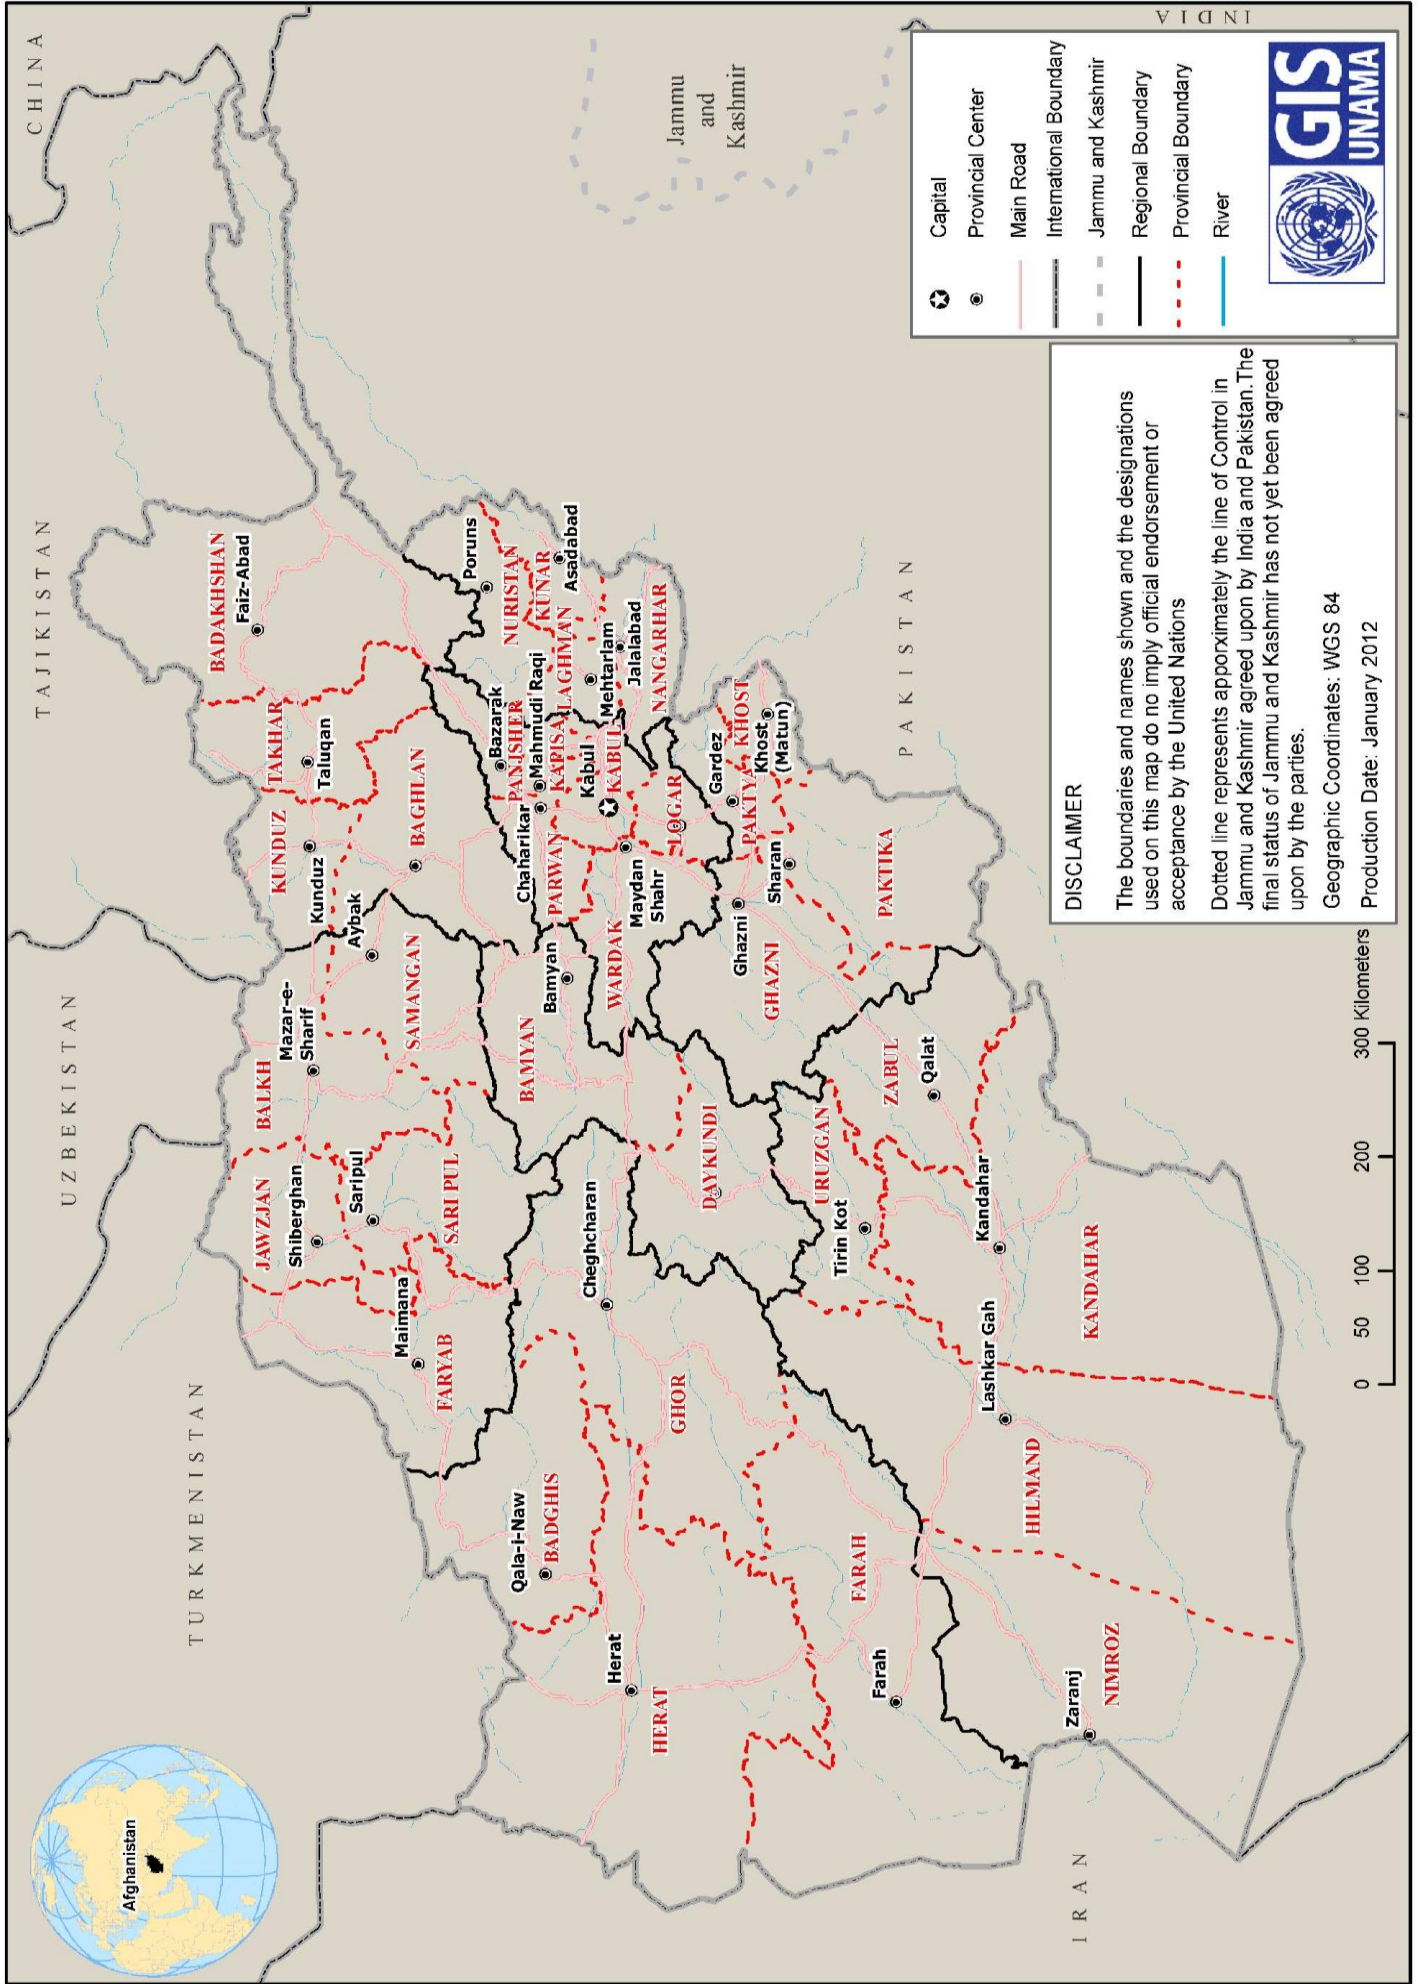 CHINA
TAJIKISTAN
UZBEKISTAN
TURKMENISTAN
IRAN
PAKISTAN
INDIA
Jammu
and
Kashmir
Afghanistan
BADAKHSHAN
Faiz-Abad
TAKHAR
Taluqan
KUNDUZ
Kunduz
BAGHLAN
Aybak
SAMANGAN
BALKH
Mazar-e-
Sharif
JAWZJAN
Shiberghan
Saripul
SARI PUL
Maimana
FARYAB
Qala-i-Naw
BADGHIS
Herat
HERAT
Cheghcharan
GHOR
BAMYAN
Bamyan
DAYKUNDI
WARDAK
Maydan
Shahr
PARWAN
Charikar
PANJSHER
Bazarak
Mahmudi Raqi
KAPISA
Kabul
KABUL
LAGHMAN
Mehtarlam
NURISTAN
Poruns
KUNAR
Asadabad
Jalalabad
NANGARHAR
LOGAR
Gardez
PAKTYA
KHOST
Khost
(Matun)
Sharan
PAKTIKA
Ghazni
GHAZNI
ZABUL
Qalat
URUZGAN
Tirin Kot
Kandahar
KANDAHAR
Lashkar Gah
HILMAND
FARAH
Farah
Zaranj
NIMROZ
0 50 100 200 300 Kilometers
DISCLAIMER
The boundaries and names shown and the designations
used on this map do no imply official endorsement or
acceptance by the United Nations
Dotted line represents apporximately the line of Control in
Jammu and Kashmir agreed upon by India and Pakistan.The
final status of Jammu and Kashmir has not yet been agreed
upon by the parties.
Geographic Coordinates: WGS 84
Production Date: January 2012
Capital
Provincial Center
Main Road
International Boundary
Jammu and Kashmir
Regional Boundary
Provincial Boundary
River
GIS
UNAMA